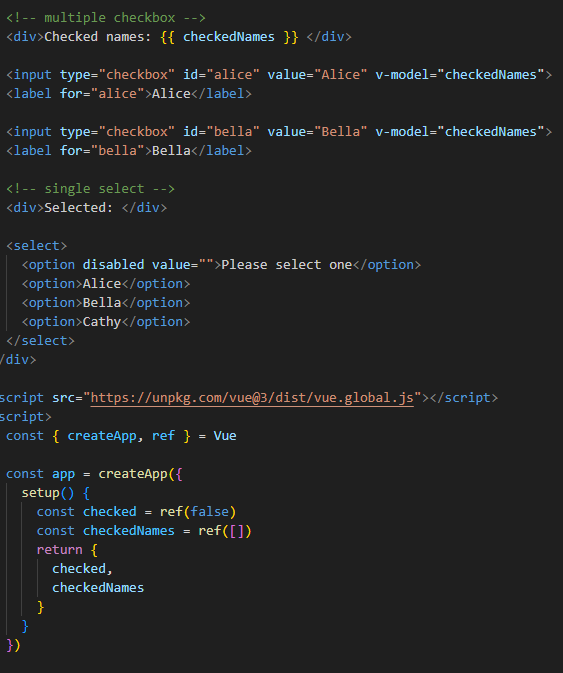 <!-- multiple checkbox -->
<div>Checked names: {{ checkedNames }} </div>
<input type="checkbox" id="alice" value="Alice" v-model="checkedNames">
<label for="alice">Alice</label>
<input type="checkbox" id="bella" value="Bella" v-model="checkedNames">
<label for="bella">Bella</label>
<!-- single select -->
<div>Selected: </div>
<select>
<option disabled value="">Please select one</option>
<option>Alice</option>
<option>Bella</option>
<option>Cathy</option>
</select>
/div>
script src="https://unpkg.com/vue@3/dist/vue.global.js"></script>
script>
const { createApp, ref } = Vue
const app = createApp({
setup() {
const checked = ref(false)
const checkedNames = ref([])
return {
checked,
checkedNames
}
}
})